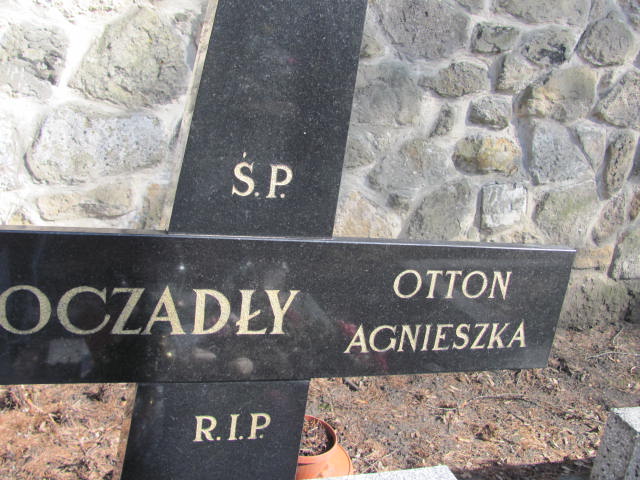 Ś.P.
OCZADŁY
OTTON
AGNIESZKA
R.I.P.